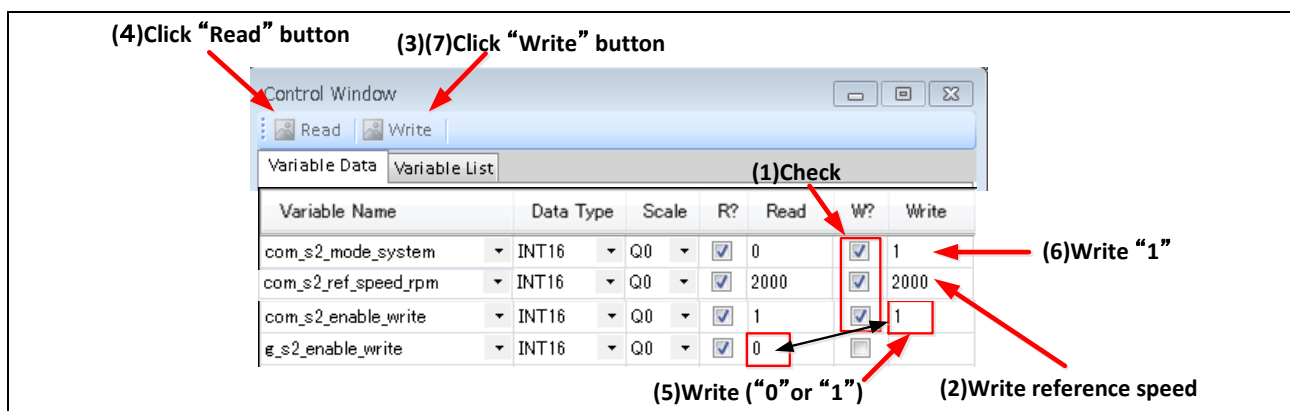 (4)Click “Read” button
(3)(7)Click “Write” button
Control Window
Read Write
Variable Data Variable List
(1)Check
Variable Name Data Type Scale R? Read W? Write
com_s2_mode_system INT16 Q0 0 1
(6)Write “1”
com_s2_ref_speed_rpm INT16 Q0 2000 2000
com_s2_enable_write INT16 Q0 1 1
g_s2_enable_write INT16 Q0 0
(5)Write (“0”or “1”)
(2)Write reference speed